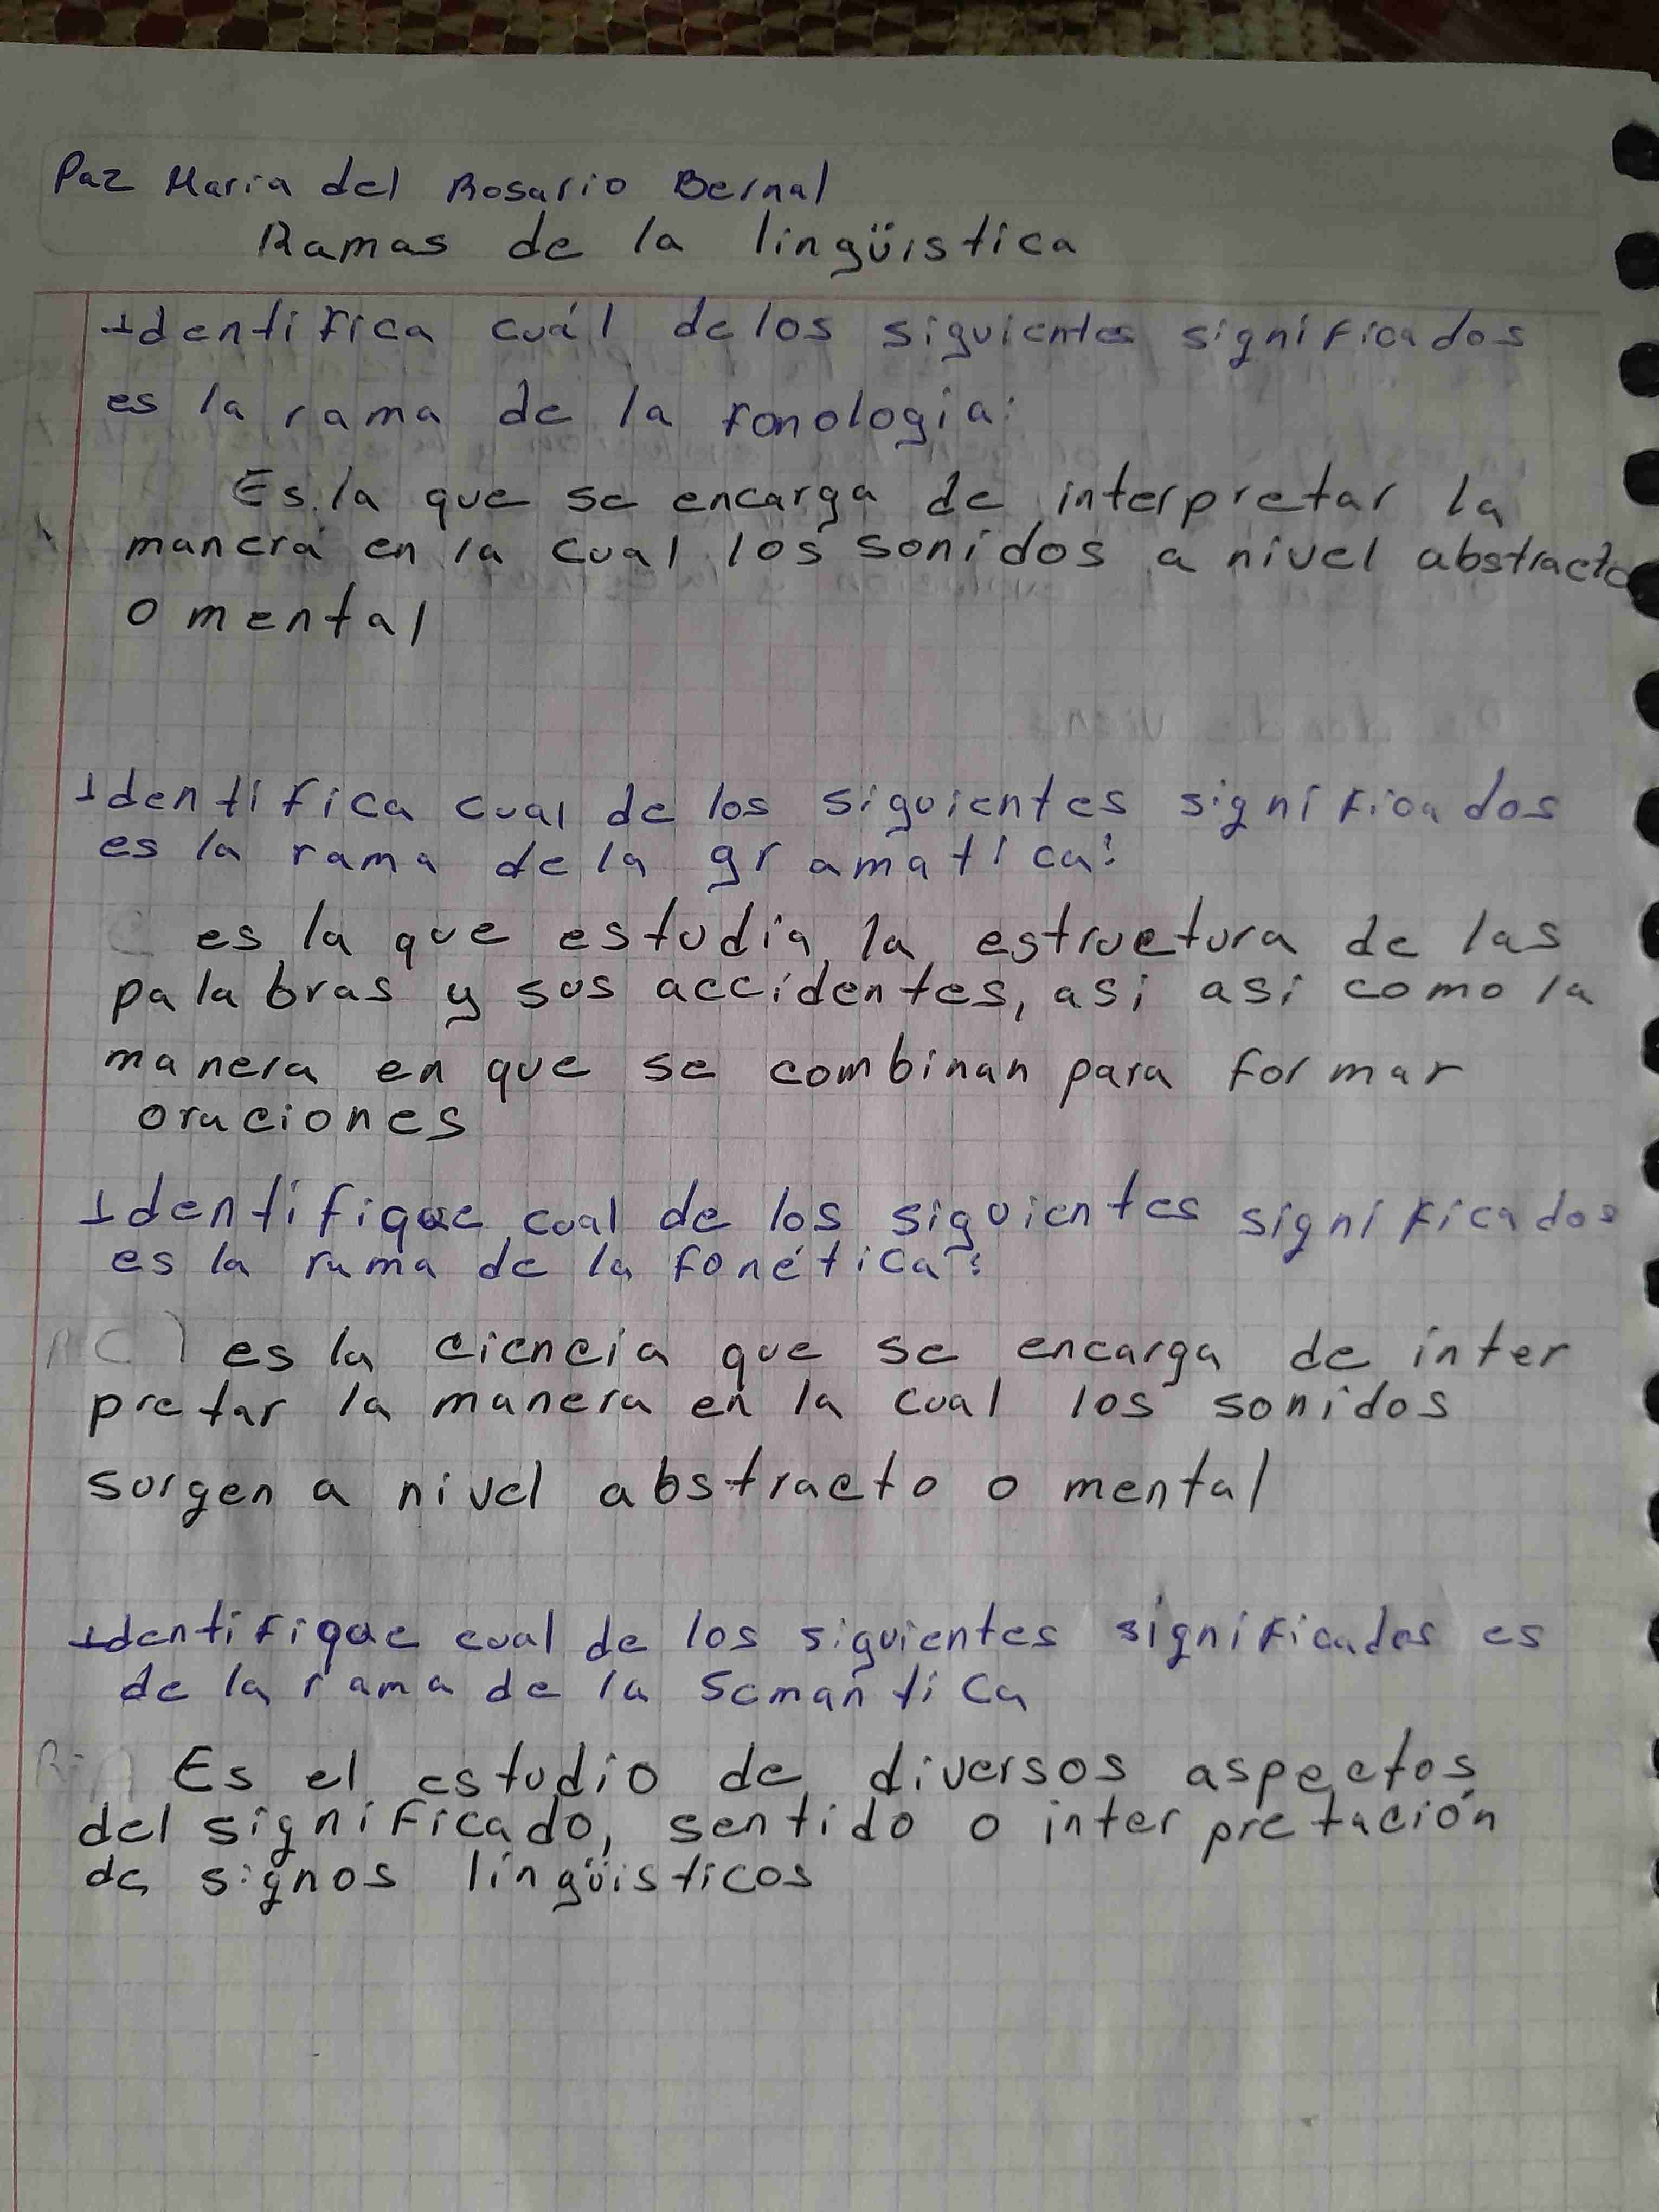 Paz Maria del Rosario Bernal
Ramas de la lingüistica
Identifica cuál de los siguientes significados
es la rama de la fonologia:
Es la que se encarga de interpretar la
manera en la cual los sonidos a nivel abstracto
o mental
Identifica cual de los siguientes significados
es la rama de la gramatica:
es la que estudia la estructura de las
palabras y sus accidentes, asi asi como la
manera en que se combinan para formar
oraciones
Identifique cual de los siguientes significados
es la rama de la fonética:
C) es la ciencia que se encarga de inter
pretar la manera en la cual los sonidos
surgen a nivel abstracto o mental
Identifique cual de los siguientes significados es
de la rama de la Semantica
R= A Es el estudio de diversos aspectos
del significado, sentido o interpretación
de signos lingüisticos